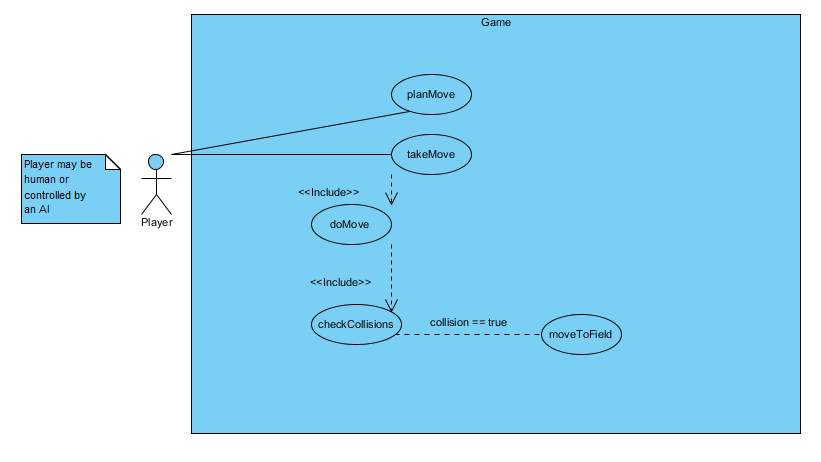 Game
planMove
takeMove
Player may be
human or
controlled by
an AI
Player
<<Include>>
doMove
<<Include>>
checkCollisions
collision == true
moveToField